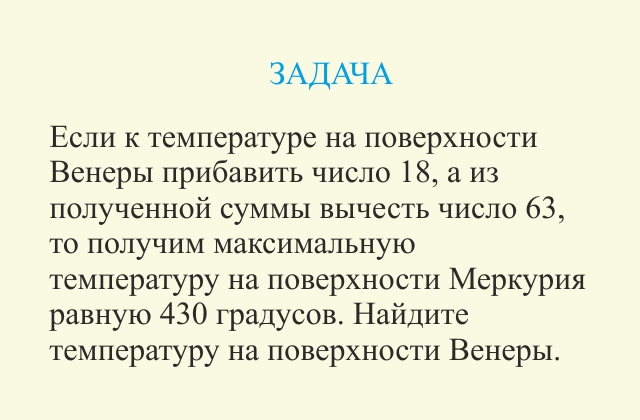 ЗАДАЧА
Если к температуре на поверхности
Венеры прибавить число 18, а из
полученной суммы вычесть число 63,
то получим максимальную
температуру на поверхности Меркурия
равную 430 градусов. Найдите
температуру на поверхности Венеры.